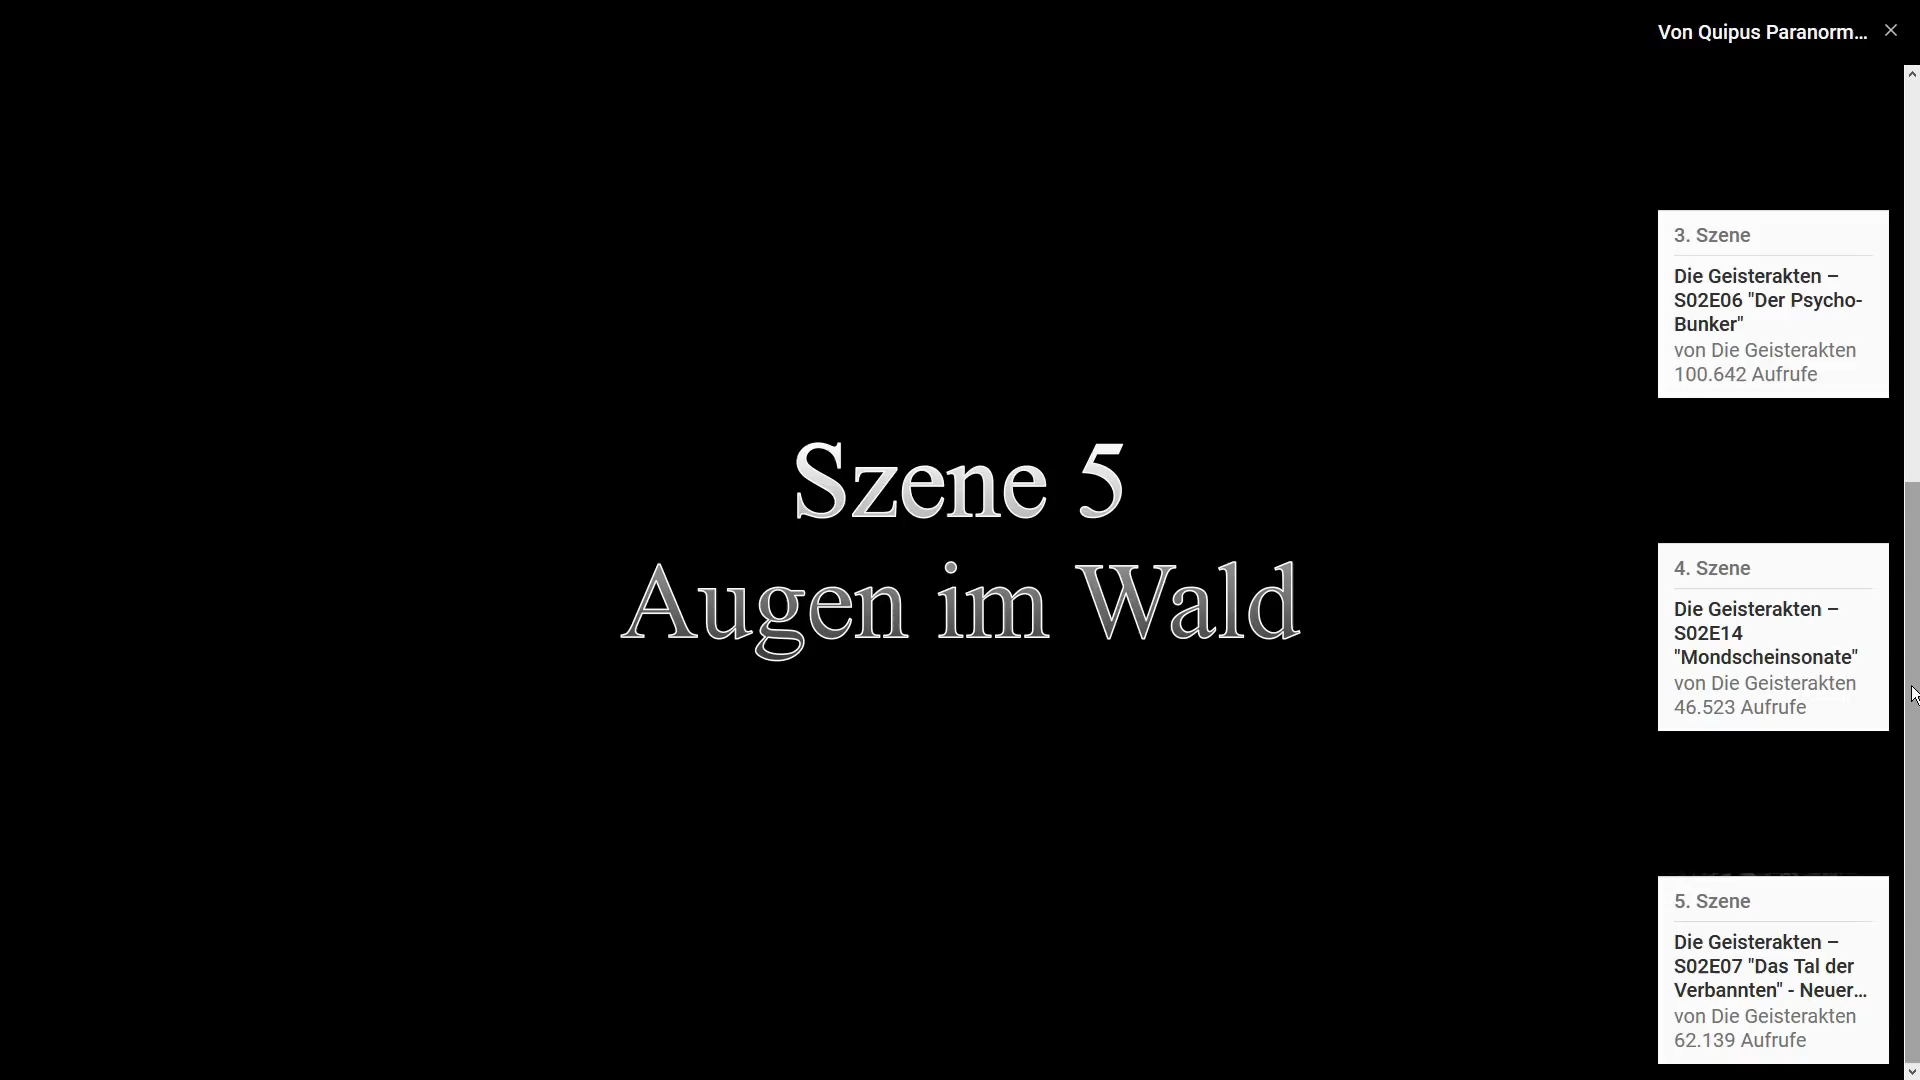 Von Quipus Paranorm...
3. Szene
Die Geisterakten –
S02E06 "Der Psycho-
Bunker"
von Die Geisterakten
100.642 Aufrufe
Szene 5
Augen im Wald
4. Szene
Die Geisterakten –
S02E14
"Mondscheinsonate"
von Die Geisterakten
46.523 Aufrufe
5. Szene
Die Geisterakten –
S02E07 "Das Tal der
Verbannten" - Neuer...
von Die Geisterakten
62.139 Aufrufe